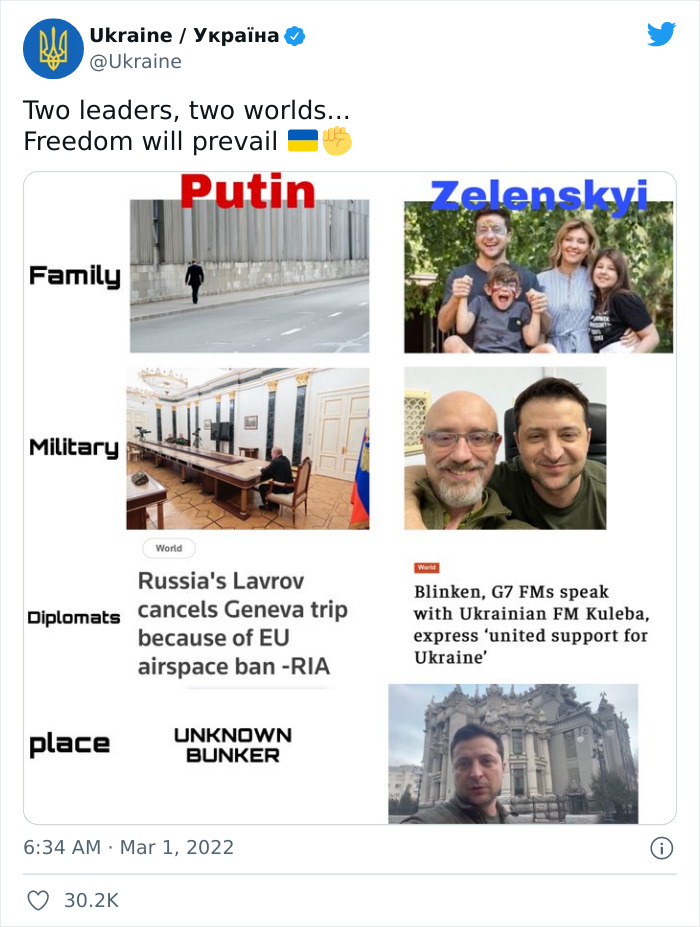 Ukraine / Україна
@Ukraine
Two leaders, two worlds...
Freedom will prevail 🇺🇦✊
Putin
Zelenskyi
Family
Military
World
Russia's Lavrov
cancels Geneva trip
because of EU
airspace ban -RIA
World
Blinken, G7 FMs speak
with Ukrainian FM Kuleba,
express ‘united support for
Ukraine’
Diplomats
place
UNKNOWN
BUNKER
6:34 AM · Mar 1, 2022
30.2K